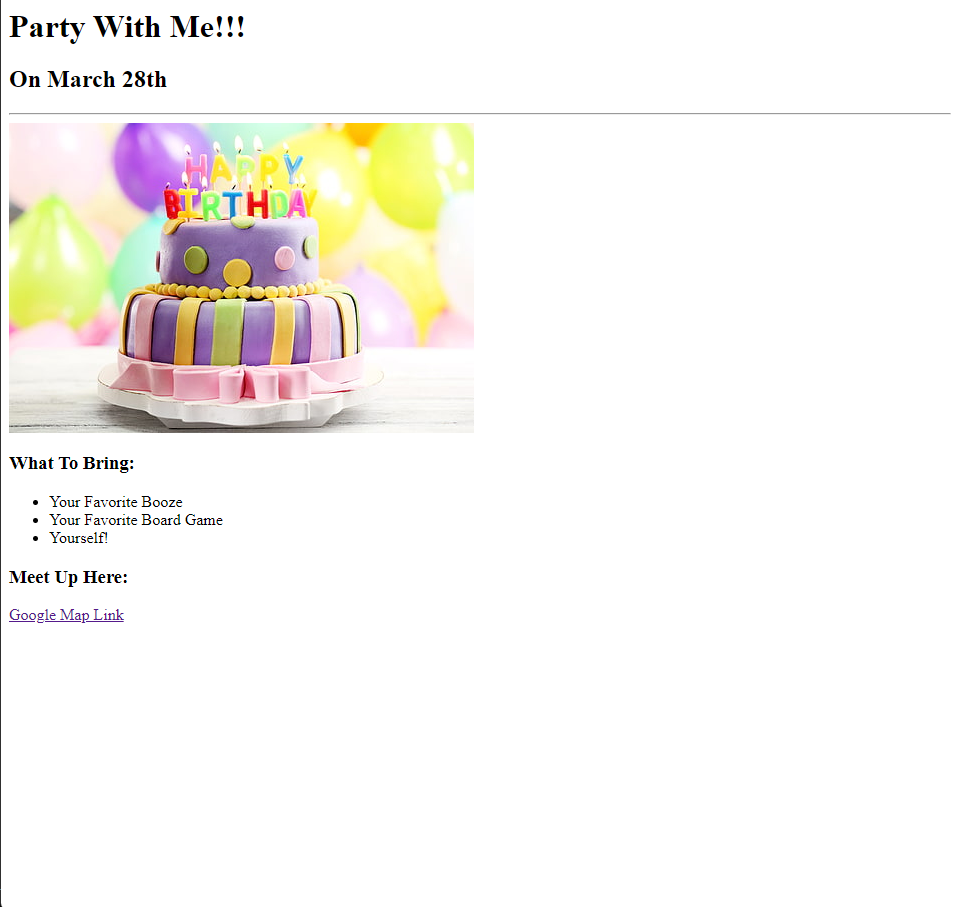 Party With Me!!!
On March 28th
HAPPY
BIRTHDAY
What To Bring:
Your Favorite Booze
Your Favorite Board Game
Yourself!
Meet Up Here:
Google Map Link